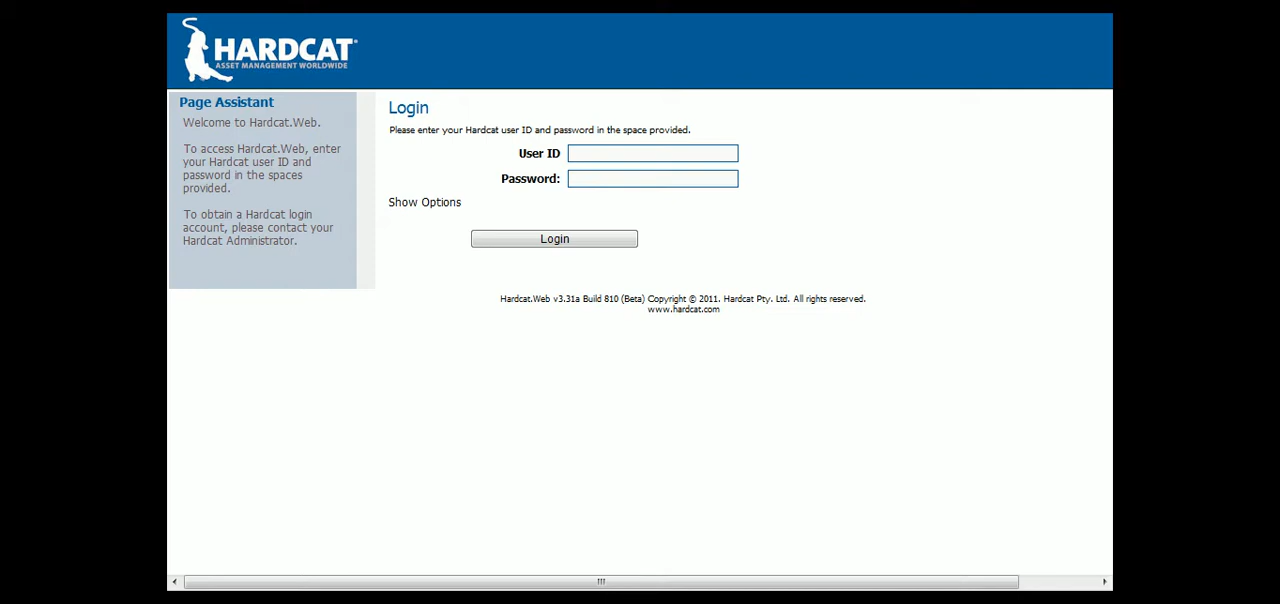 HARDCAT®
ASSET MANAGEMENT WORLDWIDE
Page Assistant
Welcome to Hardcat.Web.
To access Hardcat.Web, enter
your Hardcat user ID and
password in the spaces
provided.
To obtain a Hardcat login
account, please contact your
Hardcat Administrator.
Login
Please enter your Hardcat user ID and password in the space provided.
User ID
Password:
Show Options
Login
Hardcat.Web v3.31a Build 810 (Beta) Copyright © 2011. Hardcat Pty. Ltd. All rights reserved.
www.hardcat.com